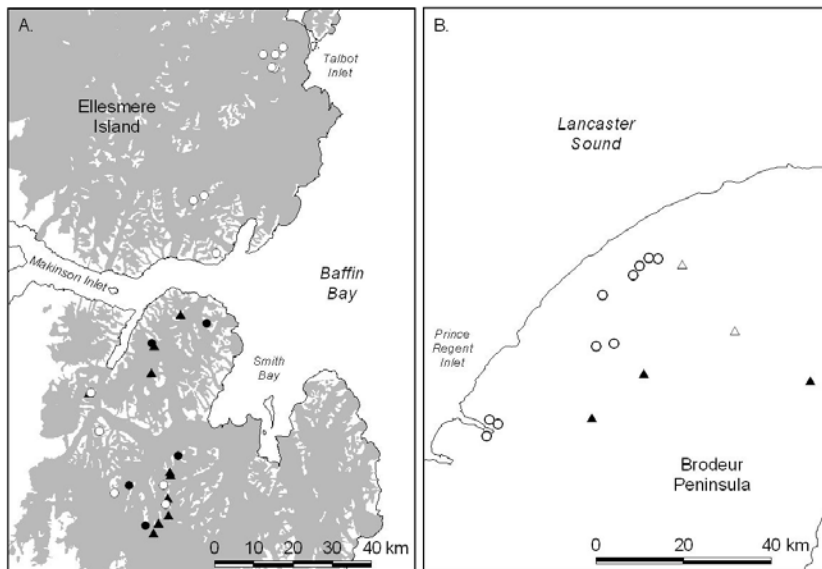 A.
Talbot
Inlet
Ellesmere
Island
Makinson Inlet
Baffin
Bay
Smith
Bay
0 10 20 30 40 km
B.
Lancaster
Sound
Prince
Regent
Inlet
Brodeur
Peninsula
0 20 40 km